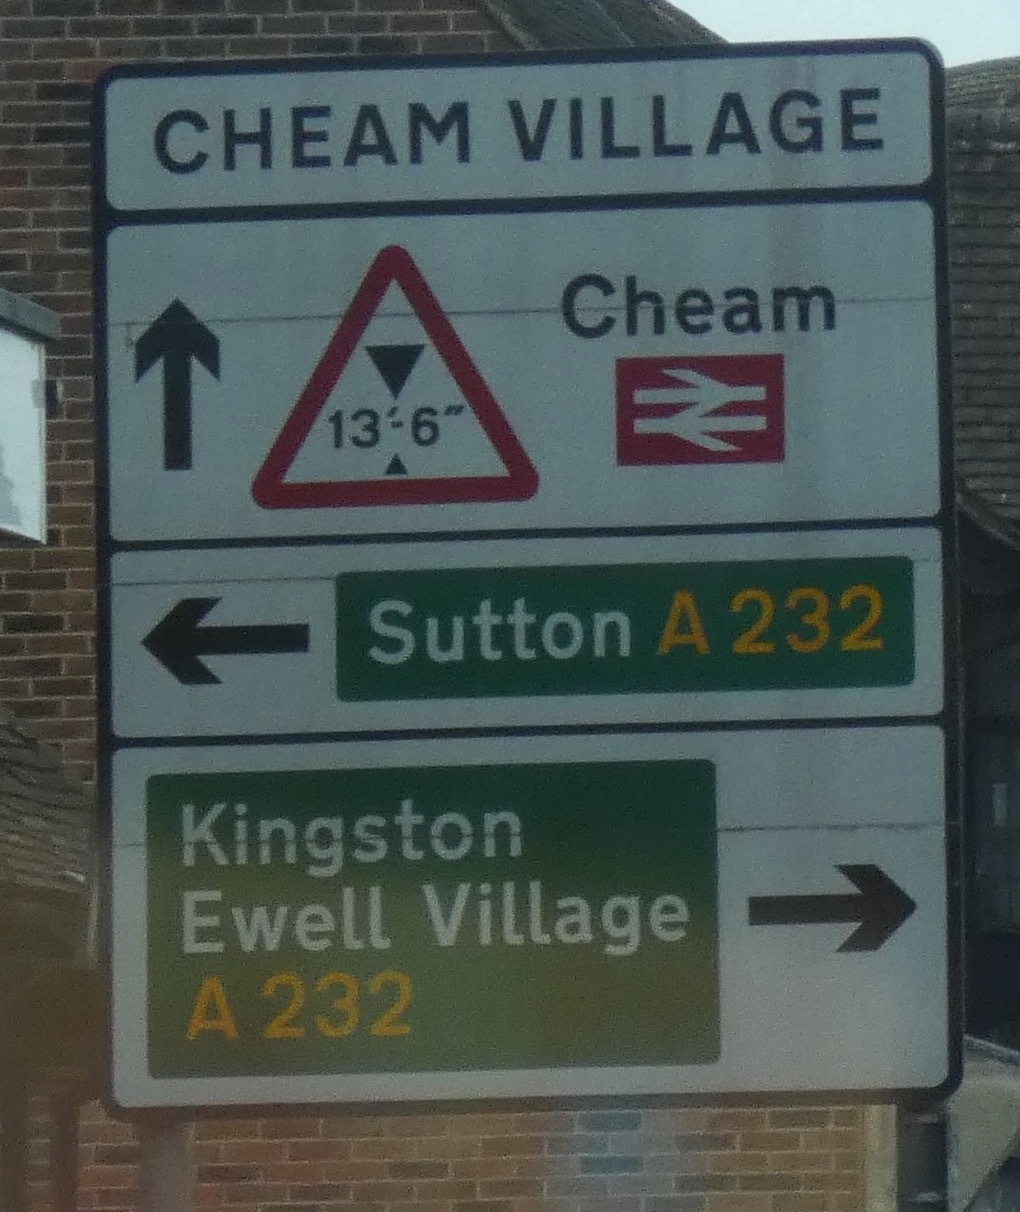 CHEAM VILLAGE
Cheam
13'-6"
Sutton A 232
Kingston
Ewell Village
A 232